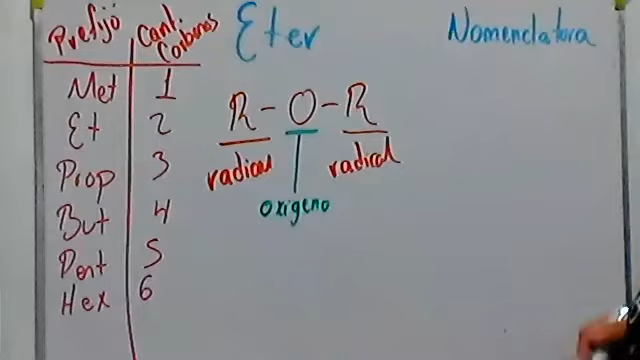 Prefijo Cant. Carbonos
Eter
Nomenclatura
Met 1
Et 2
Prop 3
But 4
Pent 5
Hex 6
R - O - R
radical
radical
oxigeno